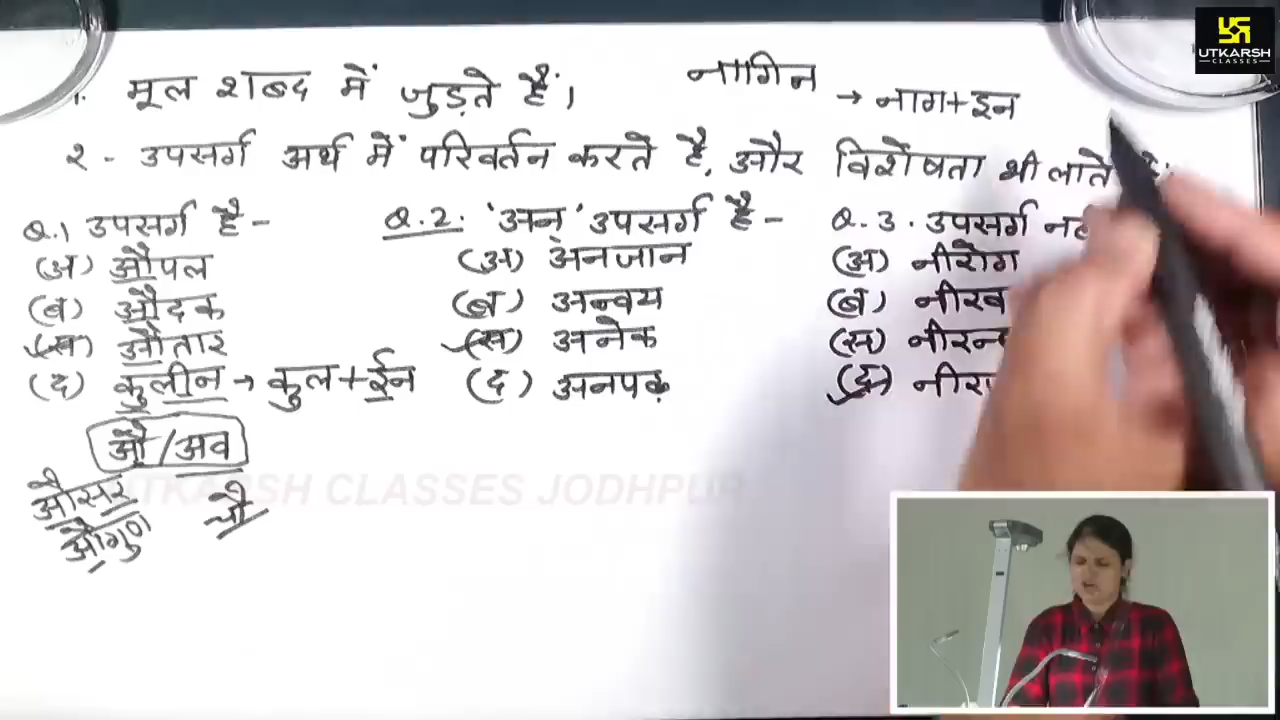 UTKARSH
CLASSES
1. मूल शब्द में जुड़ते हैं।
नागिन
→ नाग+इन
२ - उपसर्ग अर्थ में परिवर्तन करते है, और विशेषता भी लाते
Q.1 उपसर्ग है -
(अ) औपल
(ब) औदक
(स) औतार
(द) कुलीन → कुल+ईन
औ/अव
औसर
औगुण
Q.2. 'अन्' उपसर्ग है -
(अ) अनजान
(ब) अन्वय
(स) अनेक
(द) अनपढ़
Q.3. उपसर्ग
(अ) नीरोग
(ब) नीरव
(स)
(द)
UTKARSH CLASSES JODHPUR